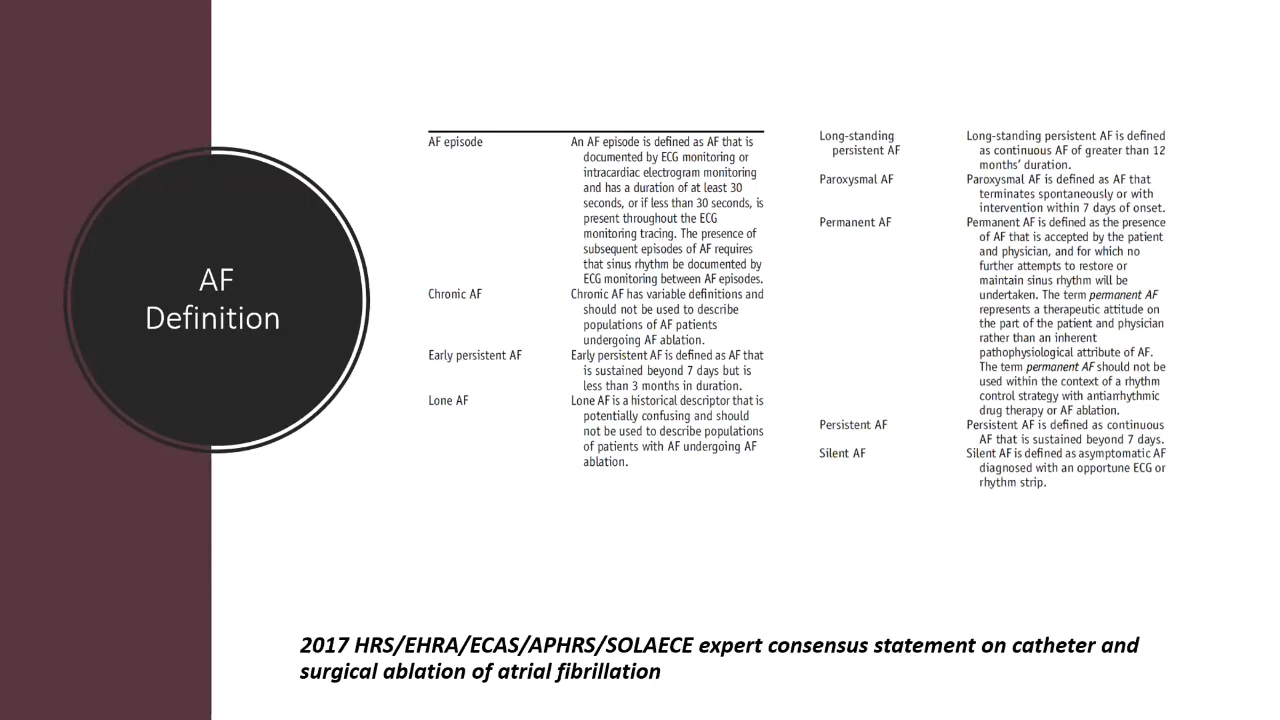 AF
Definition
AF episode
An AF episode is defined as AF that is
documented by ECG monitoring or
intracardiac electrogram monitoring
and has a duration of at least 30
seconds, or if less than 30 seconds, is
present throughout the ECG
monitoring tracing. The presence of
subsequent episodes of AF requires
that sinus rhythm be documented by
ECG monitoring between AF episodes.
Chronic AF
Chronic AF has variable definitions and
should not be used to describe
populations of AF patients
undergoing AF ablation.
Early persistent AF
Early persistent AF is defined as AF that
is sustained beyond 7 days but is
less than 3 months in duration.
Lone AF
Lone AF is a historical descriptor that is
potentially confusing and should
not be used to describe populations
of patients with AF undergoing AF
ablation.
Long-standing
persistent AF
Long-standing persistent AF is defined
as continuous AF of greater than 12
months' duration.
Paroxysmal AF
Paroxysmal AF is defined as AF that
terminates spontaneously or with
intervention within 7 days of onset.
Permanent AF
Permanent AF is defined as the presence
of AF that is accepted by the patient
and physician, and for which no
further attempts to restore or
maintain sinus rhythm will be
undertaken. The term permanent AF
represents a therapeutic attitude on
the part of the patient and physician
rather than an inherent
pathophysiological attribute of AF.
The term permanent AF should not be
used within the context of a rhythm
control strategy with antiarrhythmic
drug therapy or AF ablation.
Persistent AF
Persistent AF is defined as continuous
AF that is sustained beyond 7 days.
Silent AF
Silent AF is defined as asymptomatic AF
diagnosed with an opportune ECG or
rhythm strip.
2017 HRS/EHRA/ECAS/APHRS/SOLAECE expert consensus statement on catheter and
surgical ablation of atrial fibrillation